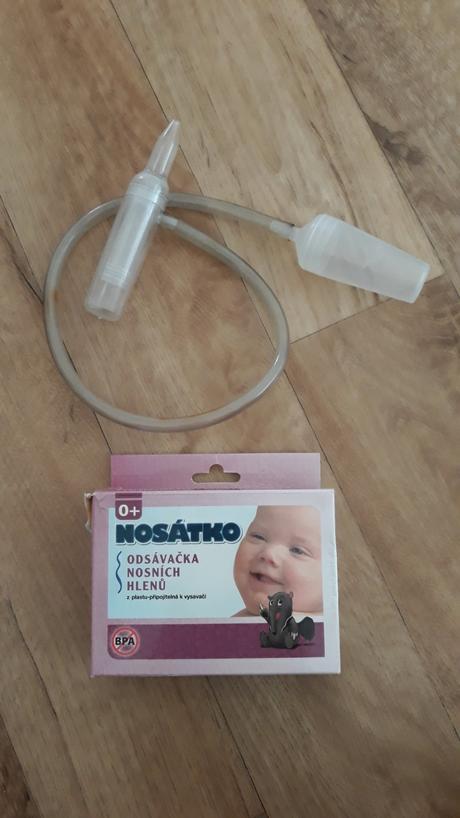 0+
NOSÁTKO
ODSÁVAČKA
NOSNÍCH
HLENŮ
z plastu-připojitelná k vysavači
BPA